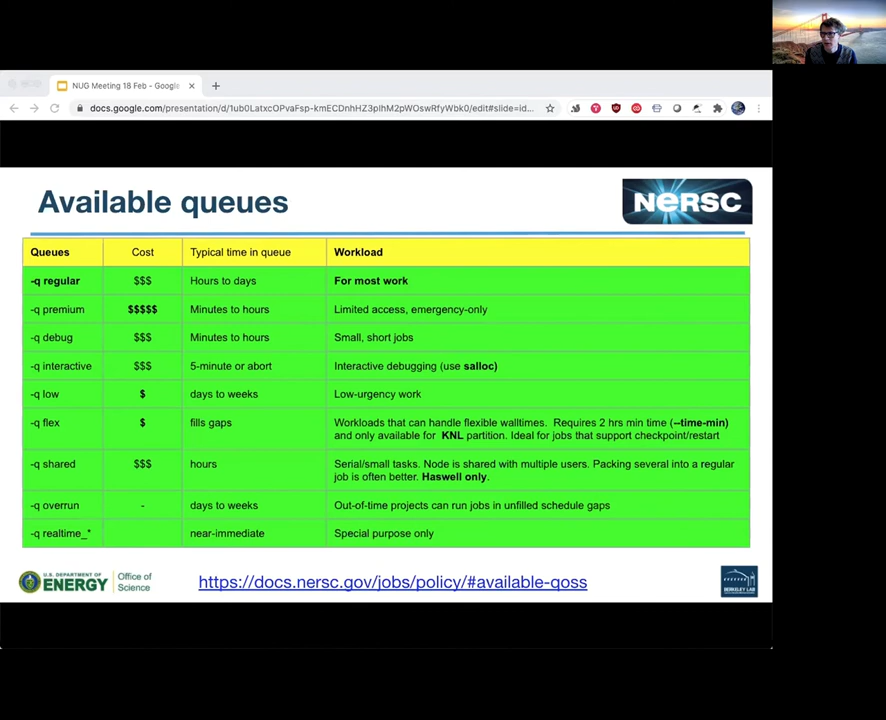 NUG Meeting 18 Feb - Google
docs.google.com/presentation/d/1ub0LatxcOPvaFsp-kmECDnhHZ3pIhM2pWOswRfyWbk0/edit#slide=id...
Available queues
NERSC
Queues Cost Typical time in queue Workload
-q regular $$$ Hours to days For most work
-q premium $$$$$ Minutes to hours Limited access, emergency-only
-q debug $$$ Minutes to hours Small, short jobs
-q interactive $$$ 5-minute or abort Interactive debugging (use salloc)
-q low $ days to weeks Low-urgency work
-q flex $ fills gaps Workloads that can handle flexible walltimes. Requires 2 hrs min time (--time-min)
and only available for KNL partition. Ideal for jobs that support checkpoint/restart
-q shared $$$ hours Serial/small tasks. Node is shared with multiple users. Packing several into a regular
job is often better. Haswell only.
-q overrun - days to weeks Out-of-time projects can run jobs in unfilled schedule gaps
-q realtime_* near-immediate Special purpose only
U.S. DEPARTMENT OF
ENERGY
Office of
Science
https://docs.nersc.gov/jobs/policy/#available-qoss
BERKELEY LAB